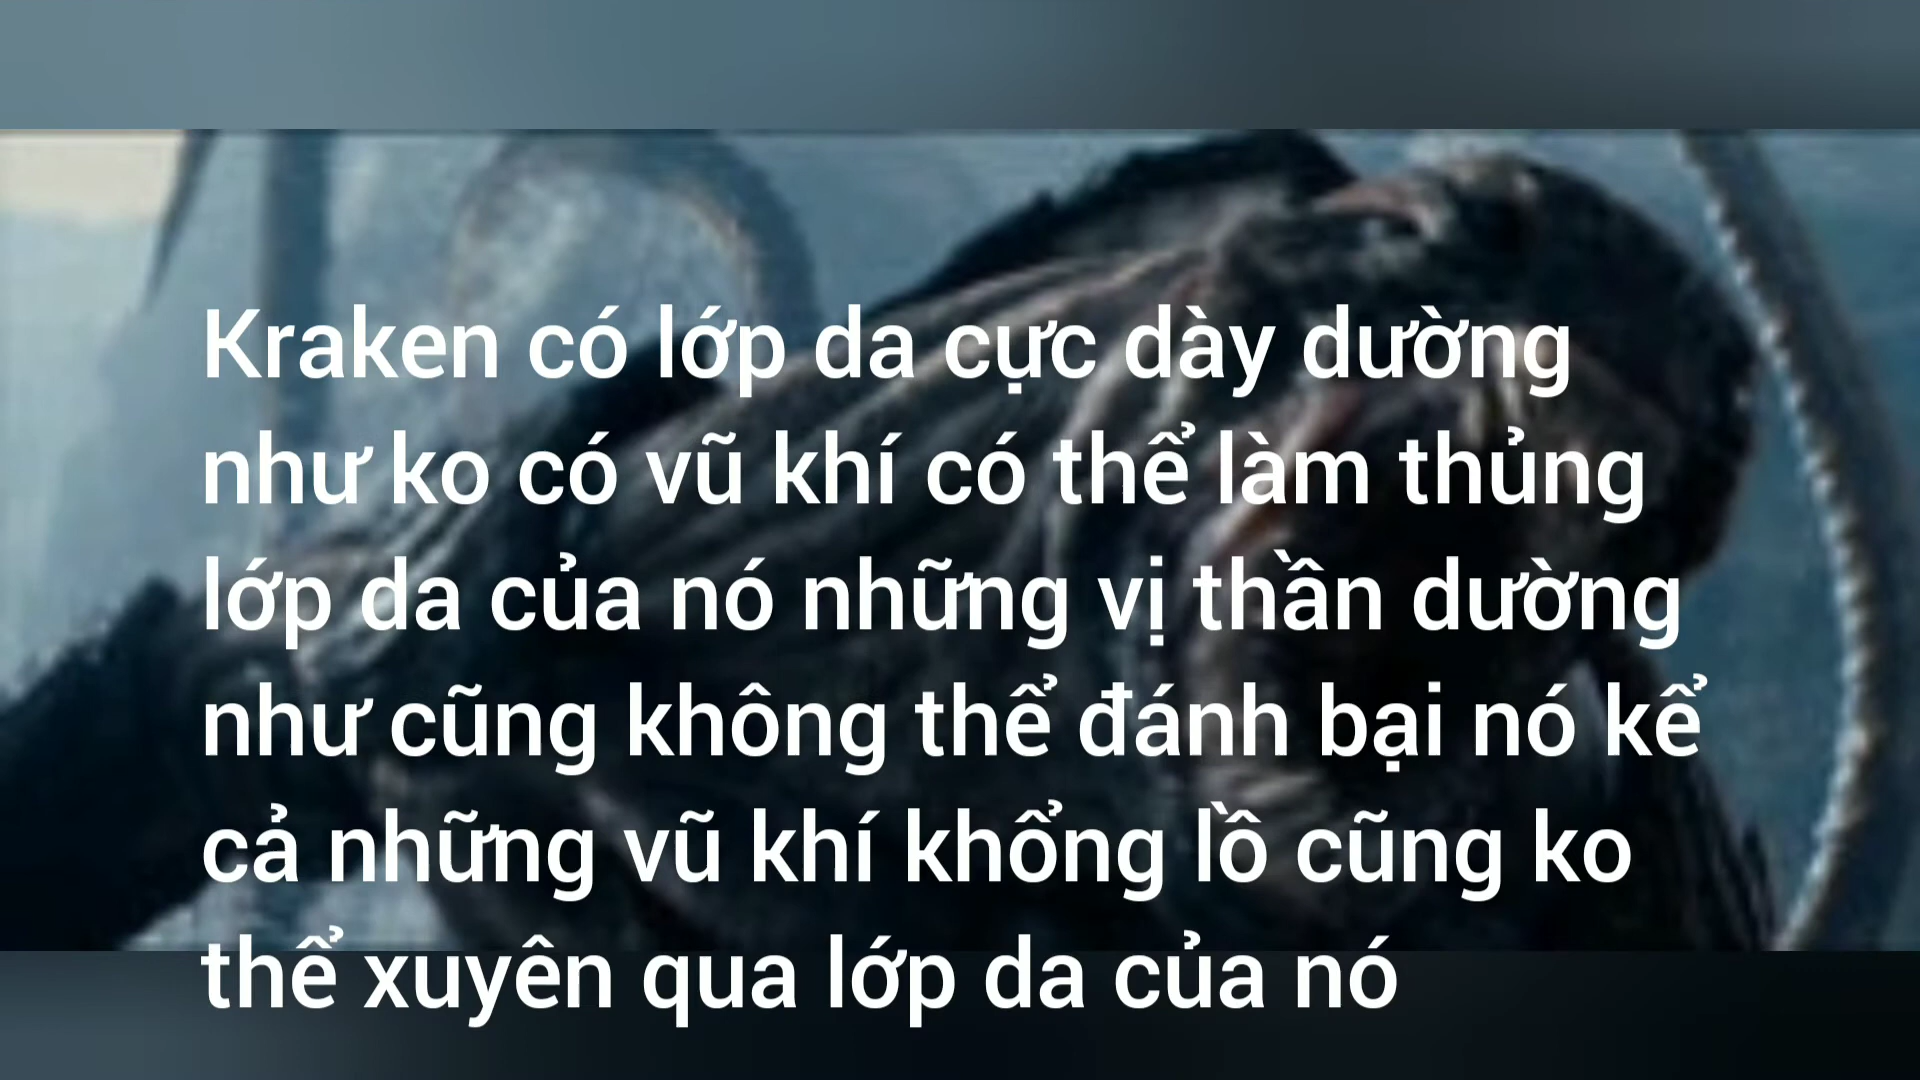 Kraken có lớp da cực dày dường
như ko có vũ khí có thể làm thủng
lớp da của nó những vị thần dường
như cũng không thể đánh bại nó kể
cả những vũ khí khổng lồ cũng ko
thể xuyên qua lớp da của nó